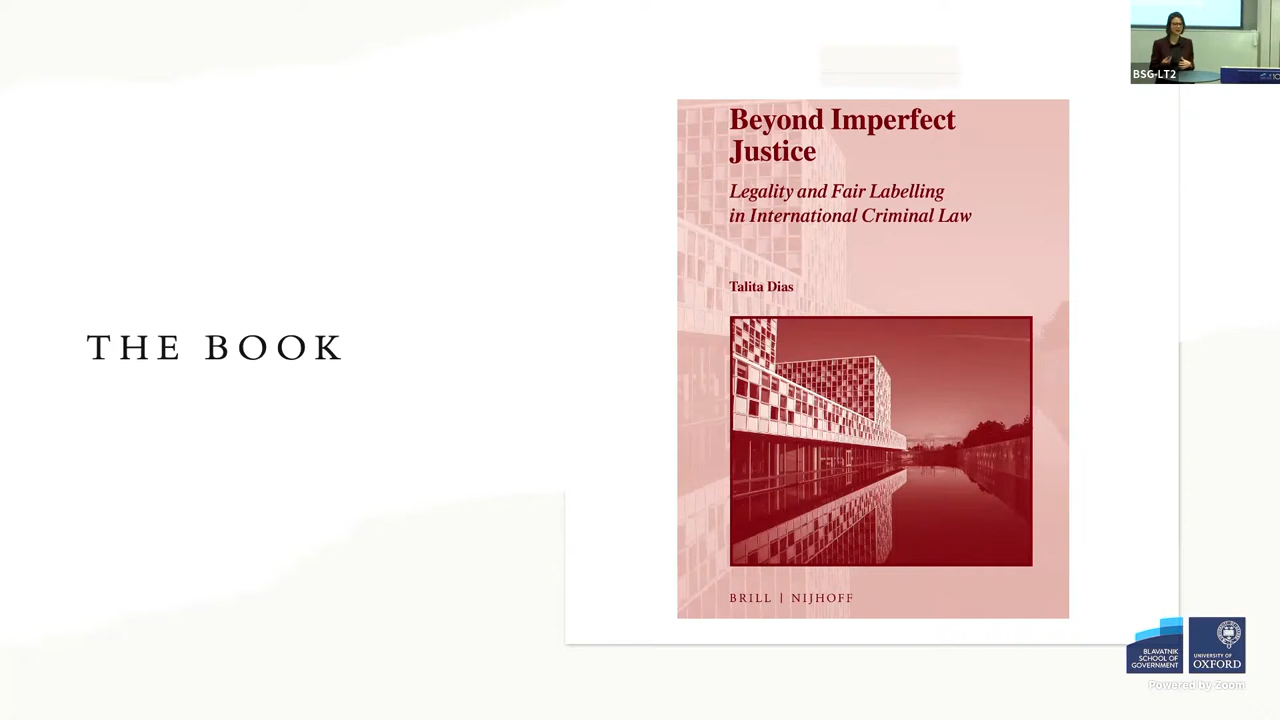 BSG-LT2
Beyond Imperfect
Justice
Legality and Fair Labelling
in International Criminal Law
Talita Dias
THE BOOK
BRILL | NIJHOFF
BLAVATNIK
SCHOOL OF
GOVERNMENT
UNIVERSITY OF
OXFORD
Powered by Zoom